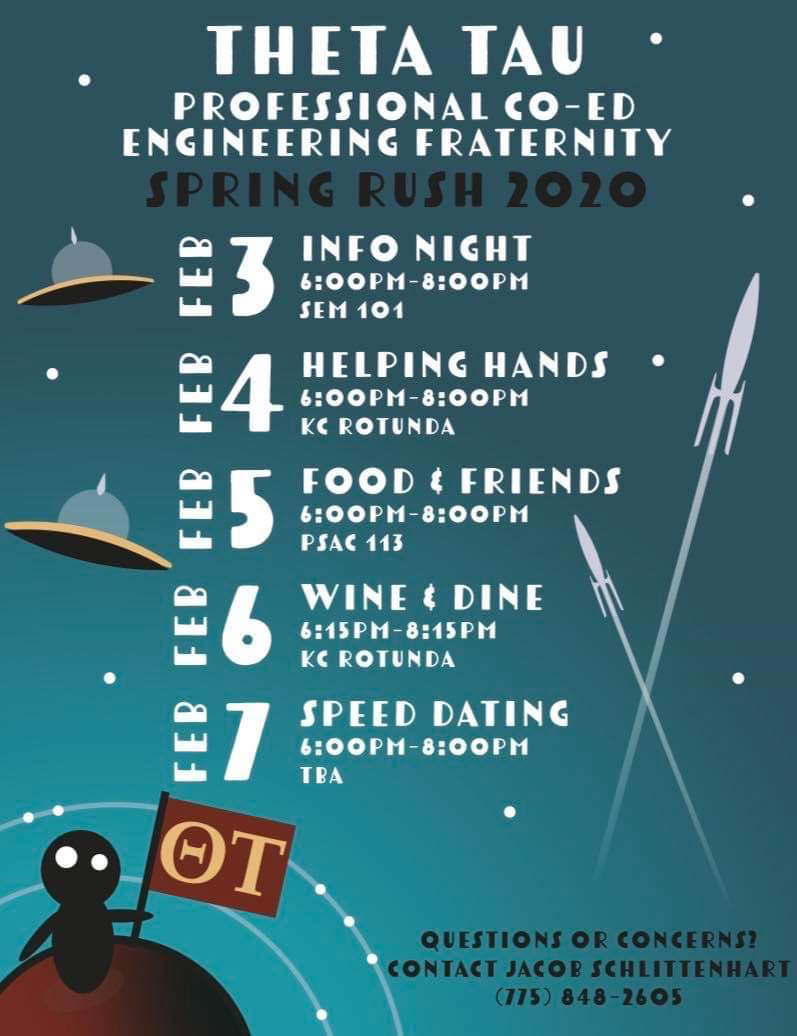 THETA TAU
PROFESSIONAL CO-ED
ENGINEERING FRATERNITY
SPRING RUSH 2020
FEB 3
INFO NIGHT
6:00PM-8:00PM
SEM 101
FEB 4
HELPING HANDS
6:00PM-8:00PM
KC ROTUNDA
FEB 5
FOOD & FRIENDS
6:00PM-8:00PM
PSAC 113
FEB 6
WINE & DINE
6:15PM-8:15PM
KC ROTUNDA
FEB 7
SPEED DATING
6:00PM-8:00PM
TBA
ΘΤ
QUESTIONS OR CONCERNS?
CONTACT JACOB SCHLITTENHART
(775) 848-2605